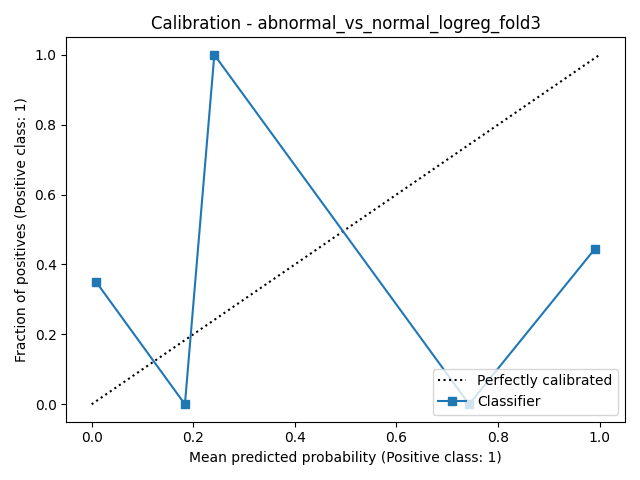 Calibration - abnormal_vs_normal_logreg_fold3
Fraction of positives (Positive class: 1)
1.0
0.8
0.6
0.4
0.2
0.0
0.0 0.2 0.4 0.6 0.8 1.0
Mean predicted probability (Positive class: 1)
Perfectly calibrated
Classifier